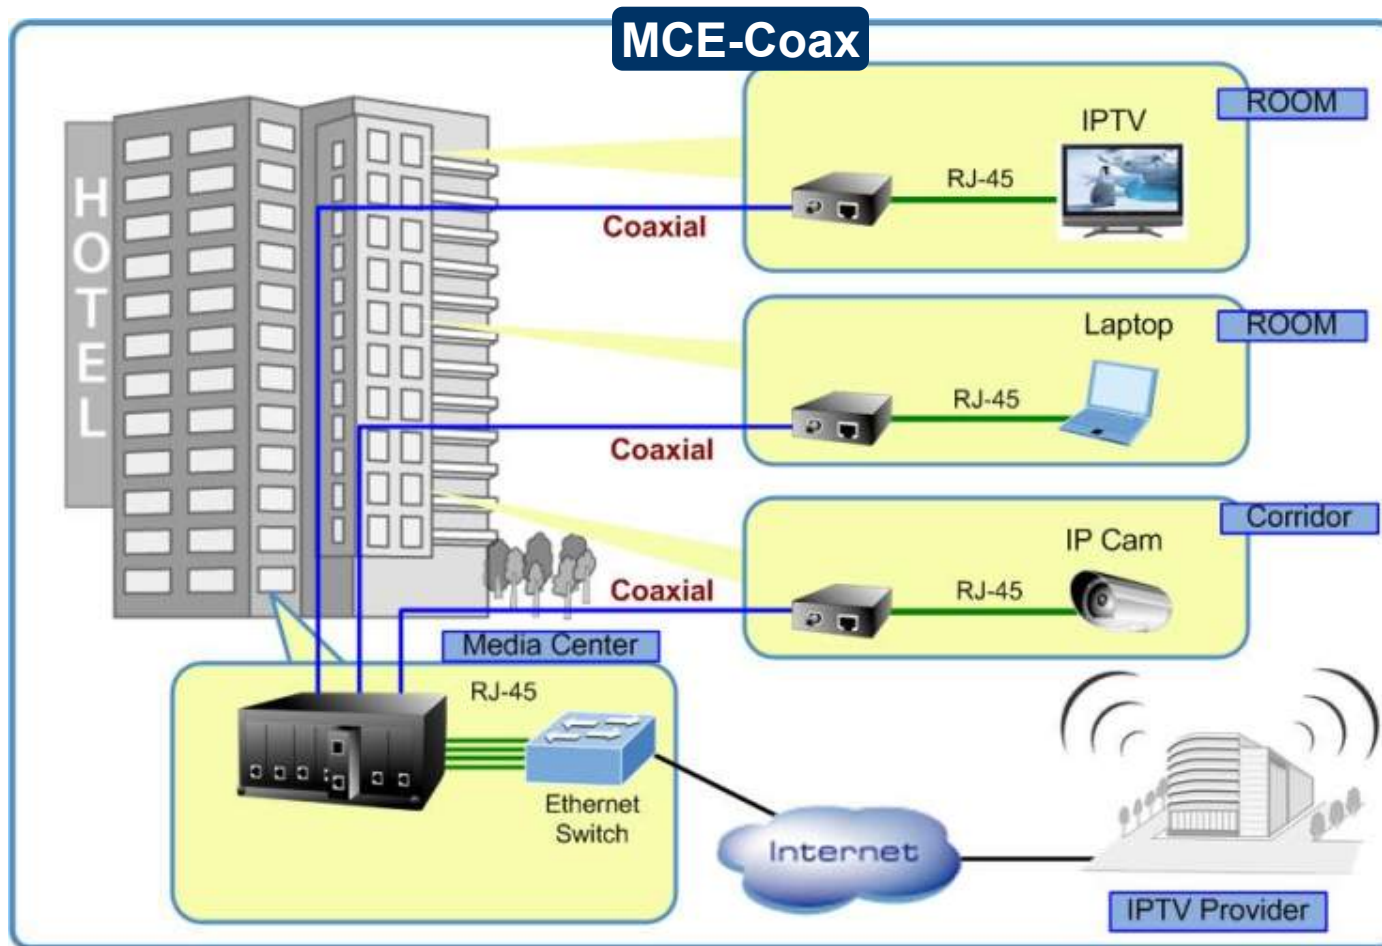 MCE-Coax
HOTEL
ROOM
IPTV
RJ-45
Coaxial
ROOM
Laptop
RJ-45
Coaxial
Corridor
IP Cam
RJ-45
Coaxial
Media Center
RJ-45
Ethernet
Switch
Internet
IPTV Provider